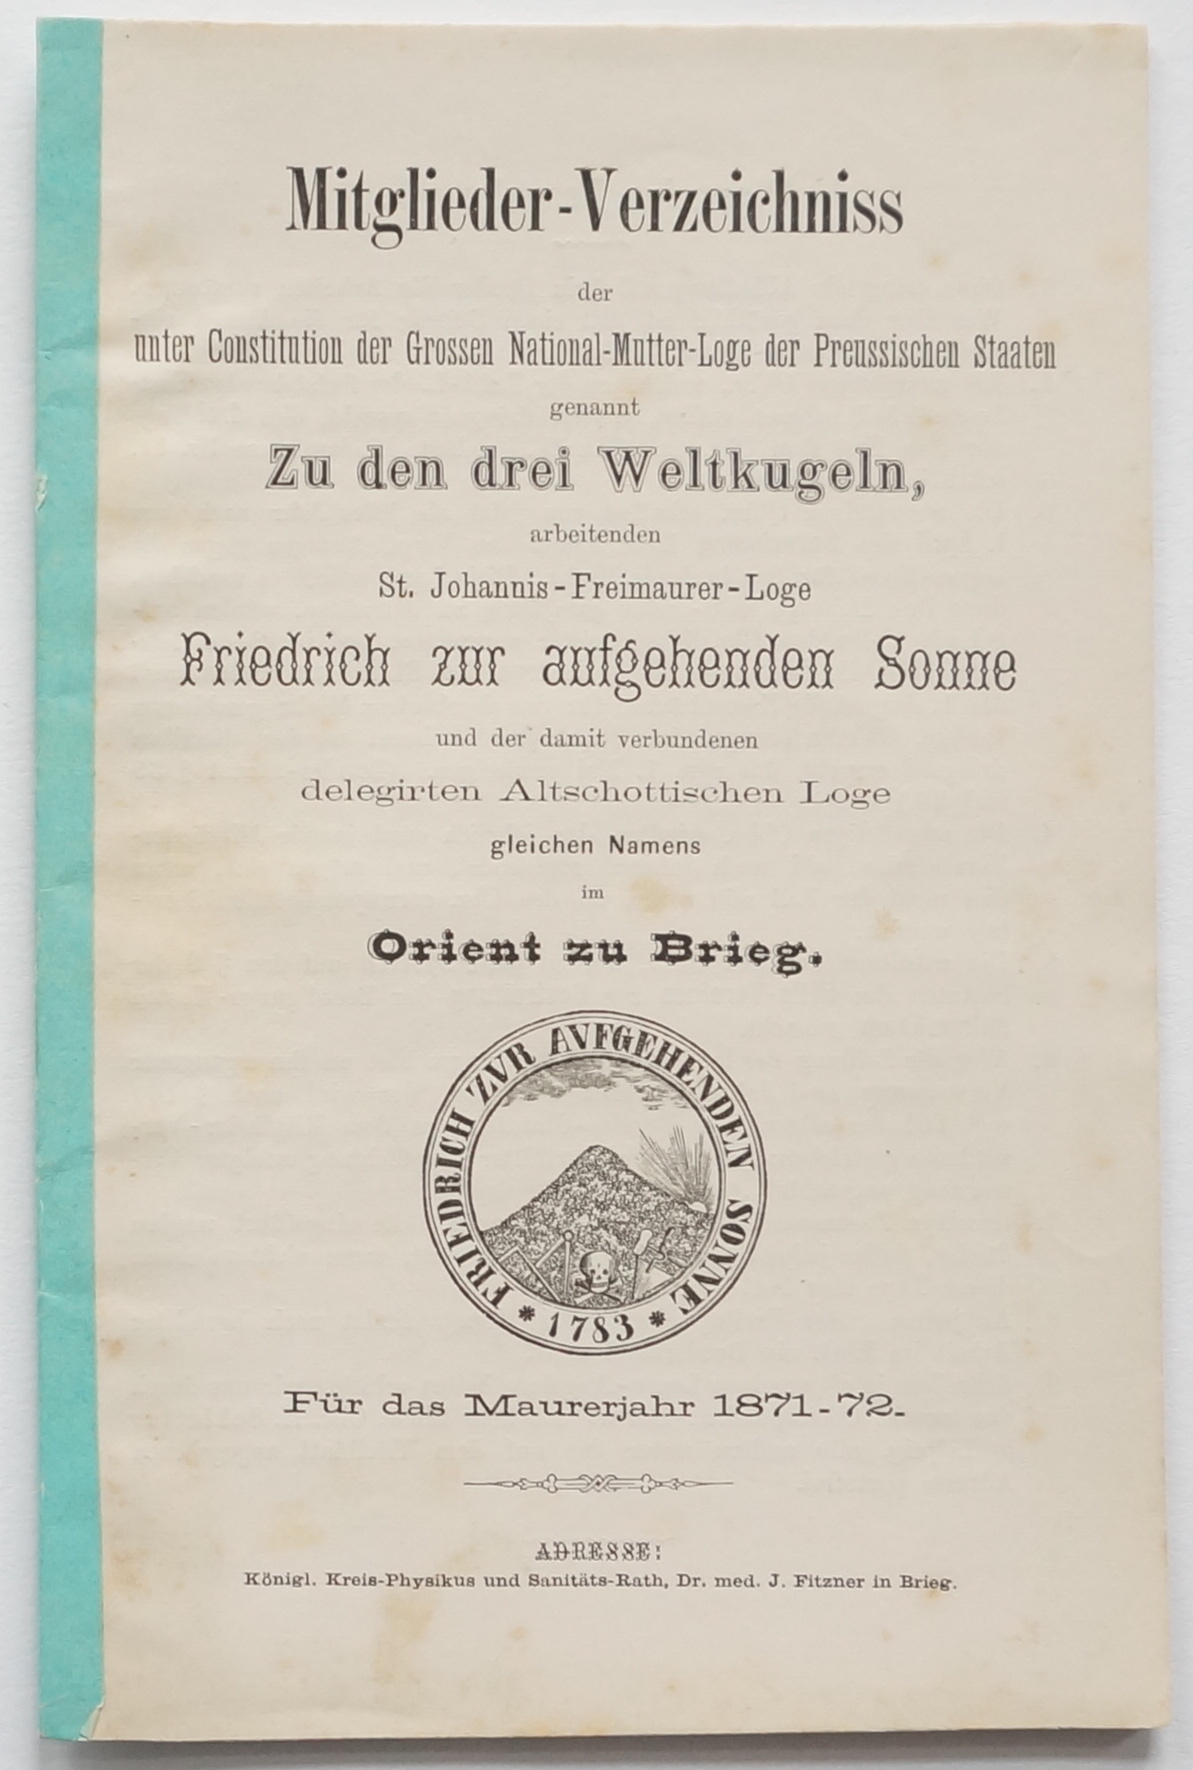 Mitglieder-Verzeichniss
der
unter Constitution der Grossen National-Mutter-Loge der Preussischen Staaten
genannt
Zu den drei Weltkugeln,
arbeitenden
St. Johannis-Freimaurer-Loge
Friedrich zur aufgehenden Sonne
und der damit verbundenen
delegirten Altschottischen Loge
gleichen Namens
im
Orient zu Brieg.
FRIEDRICH ZVR AVFGEHENDEN SONNE
* 1783 *
Für das Maurerjahr 1871-72.
ADRESSE:
Königl. Kreis-Physikus und Sanitäts-Rath, Dr. med. J. Fitzner in Brieg.